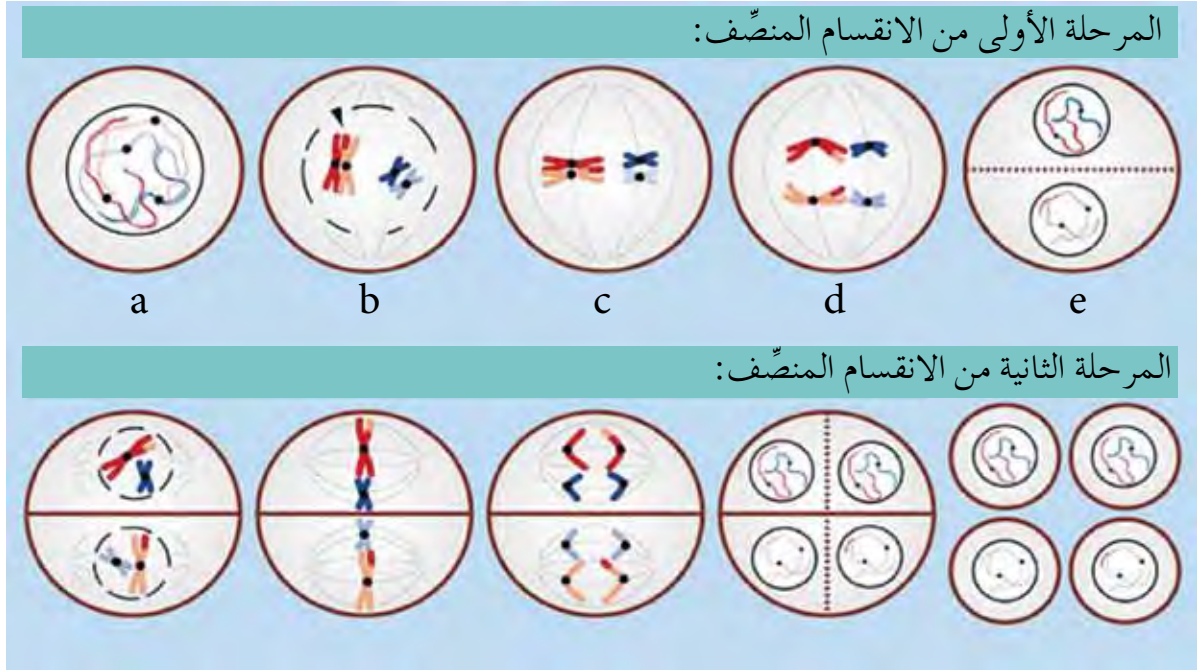 المرحلة الأولى من الانقسام المنصِّف:
a b c d e
المرحلة الثانية من الانقسام المنصِّف: